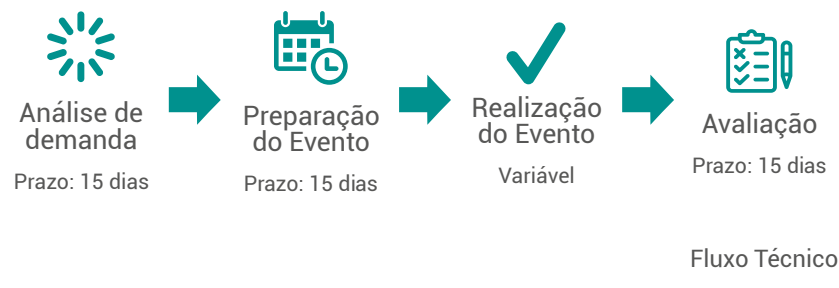 Análise de
demanda
Prazo: 15 dias
Preparação
do Evento
Prazo: 15 dias
Realização
do Evento
Variável
Avaliação
Prazo: 15 dias
Fluxo Técnico